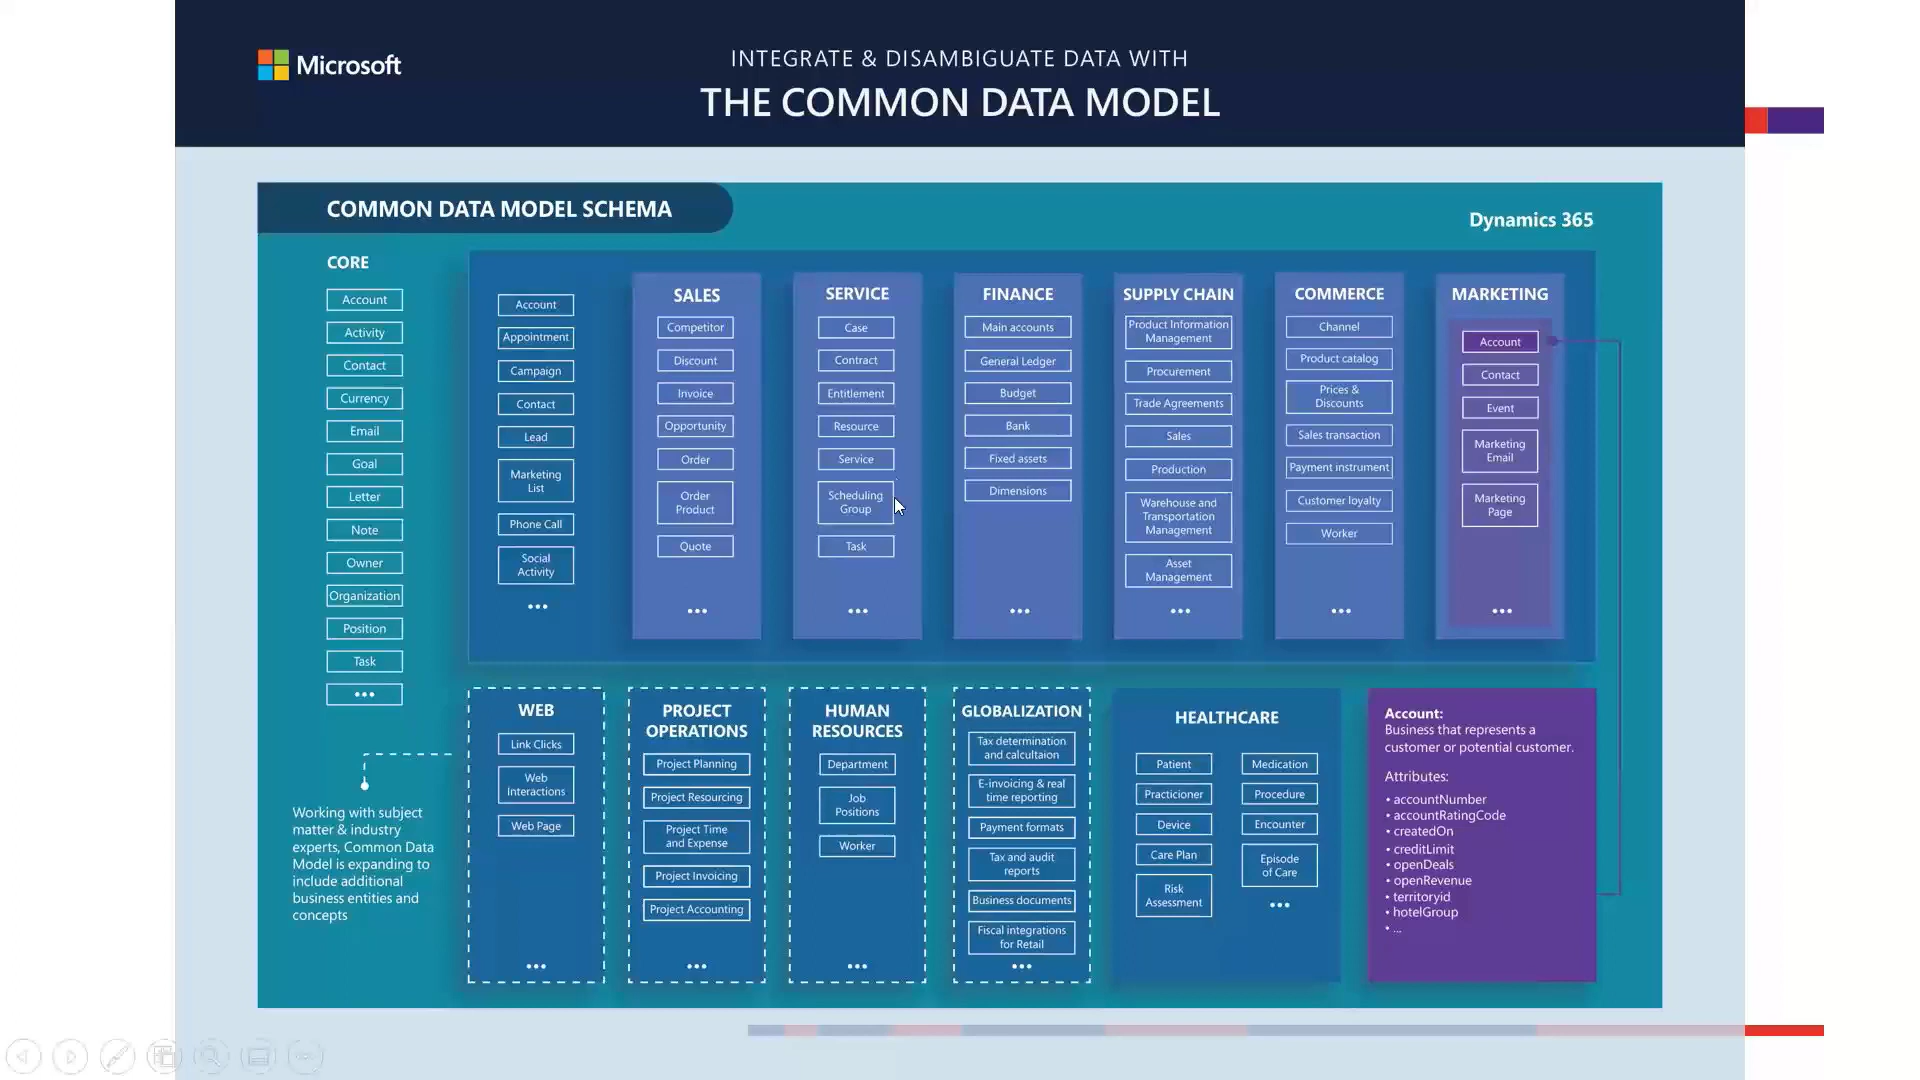 Microsoft
INTEGRATE & DISAMBIGUATE DATA WITH
THE COMMON DATA MODEL
COMMON DATA MODEL SCHEMA
Dynamics 365
CORE
Account
Activity
Contact
Currency
Email
Goal
Letter
Note
Owner
Organization
Position
Task
•••
Account
Appointment
Campaign
Contact
Lead
Marketing
List
Phone Call
Social
Activity
•••
SALES
Competitor
Discount
Invoice
Opportunity
Order
Order
Product
Quote
•••
SERVICE
Case
Contract
Entitlement
Resource
Service
Scheduling
Group
Task
•••
FINANCE
Main accounts
General Ledger
Budget
Bank
Fixed assets
Dimensions
•••
SUPPLY CHAIN
Product Information
Management
Procurement
Trade Agreements
Sales
Production
Warehouse and
Transportation
Management
Asset
Management
•••
COMMERCE
Channel
Product catalog
Prices &
Discounts
Sales transaction
Payment instrument
Customer loyalty
Worker
•••
MARKETING
Account
Contact
Event
Marketing
Email
Marketing
Page
•••
Working with subject
matter & industry
experts, Common Data
Model is expanding to
include additional
business entities and
concepts
WEB
Link Clicks
Web
Interactions
Web Page
•••
PROJECT
OPERATIONS
Project Planning
Project Resourcing
Project Time
and Expense
Project Invoicing
Project Accounting
•••
HUMAN
RESOURCES
Department
Job
Positions
Worker
•••
GLOBALIZATION
Tax determination
and calcultaion
E-invoicing & real
time reporting
Payment formats
Tax and audit
reports
Business documents
Fiscal integrations
for Retail
•••
HEALTHCARE
Patient
Practicioner
Device
Care Plan
Risk
Assessment
Medication
Procedure
Encounter
Episode
of Care
•••
Account:
Business that represents a
customer or potential customer.
Attributes:
• accountNumber
• accountRatingCode
• createdOn
• creditLimit
• openDeals
• openRevenue
• territoryid
• hotelGroup
• ...